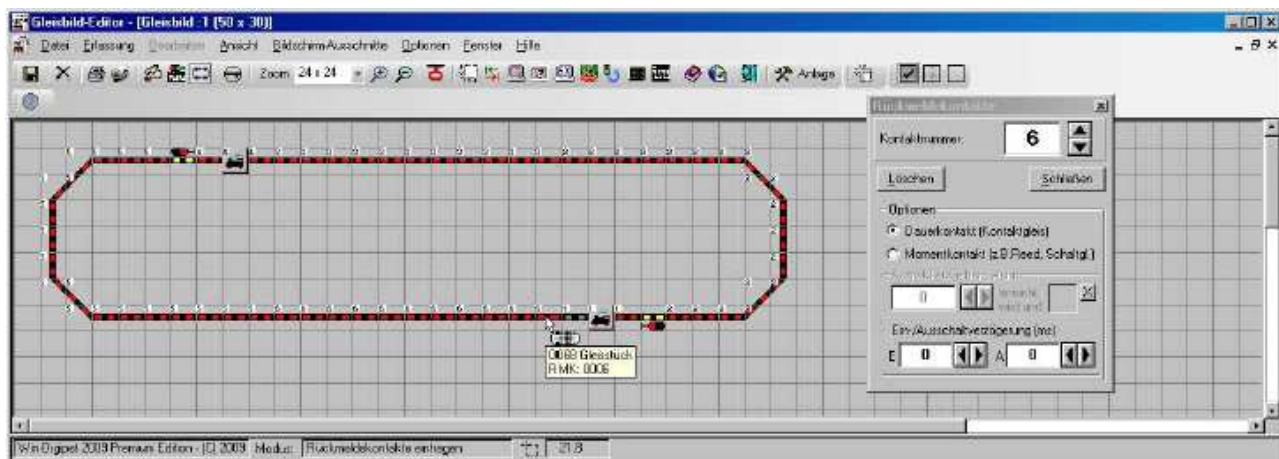 Gleisbild-Editor - [Gleisbild : 1 (50 x 30)]
Datei Erfassung Bearbeiten Ansicht Bildschirm-Ausschnitte Optionen Fenster Hilfe
Zoom 24 x 24 Anlage
Rückmeldekontakte
Kontaktnummer: 6
Löschen Schließen
Optionen
Dauerkontakt (Kontaktgleis)
Momentkontakt (z.B. Reed, Schaltgl.)
0
Ein-/Ausschaltverzögerung (ms)
E 0 A 0
0068 Gleisstück
RMK: 0006
Win-Digipet 2009 Premium Edition - (C) 2009 Modus: Rückmeldekontakte eintragen 21.8